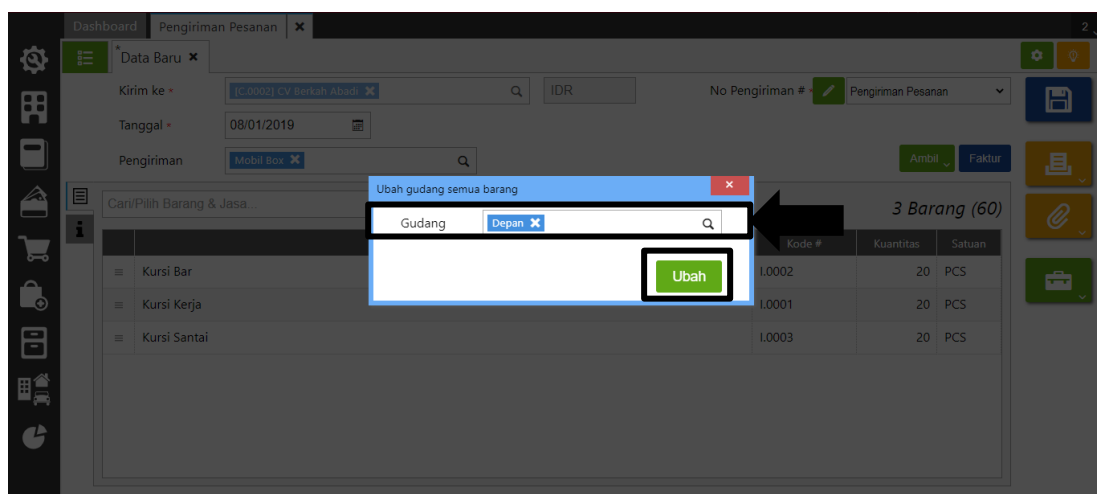 Dashboard Pengiriman Pesanan ✖ 2
*Data Baru ✖
Kirim ke * [C.0002] CV Berkah Abadi ✖ IDR No Pengiriman # * Pengiriman Pesanan
Tanggal * 08/01/2019
Pengiriman Mobil Box ✖ Ambil Faktur
Ubah gudang semua barang ×
Cari/Pilih Barang & Jasa... 3 Barang (60)
Gudang Depan ✖
Kode # Kuantitas Satuan
Ubah
Kursi Bar I.0002 20 PCS
Kursi Kerja I.0001 20 PCS
Kursi Santai I.0003 20 PCS